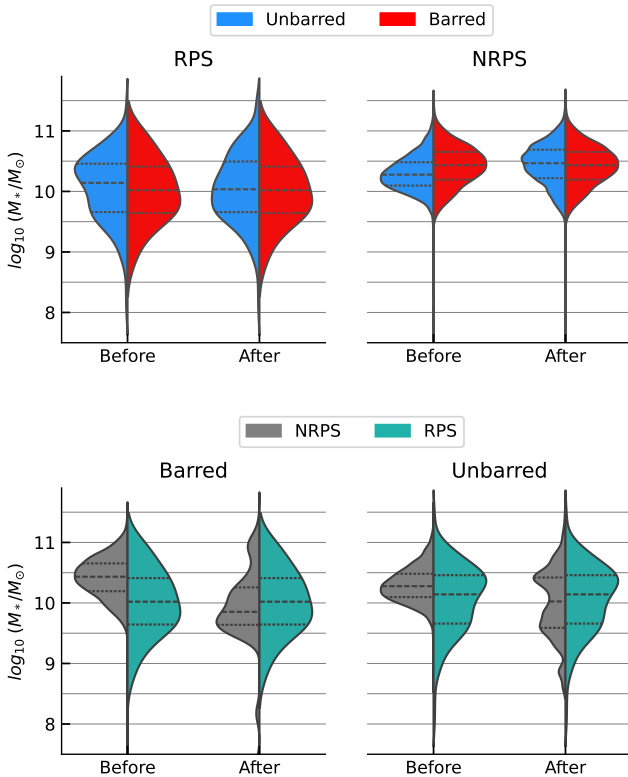 Unbarred Barred
RPS NRPS
log₁₀ (M*/M⊙)
11
10
9
8
Before After Before After
NRPS RPS
Barred Unbarred
log₁₀ (M*/M⊙)
11
10
9
8
Before After Before After